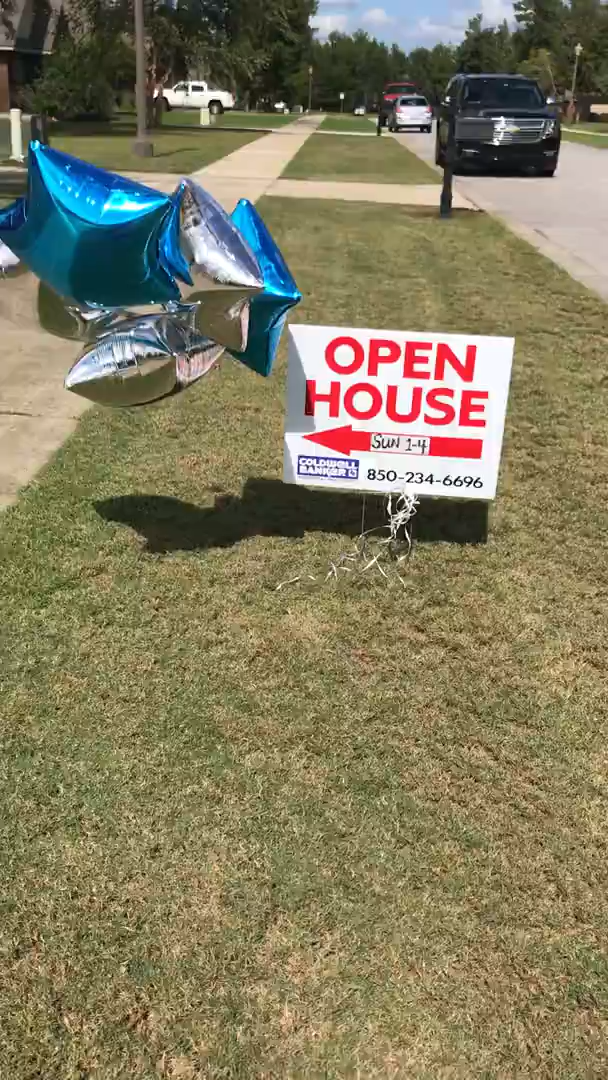 OPEN
HOUSE
SUN 1-4
COLDWELL
BANKER
850-234-6696